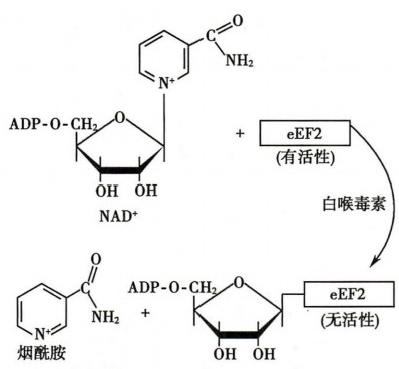 O
C
NH₂
N⁺
ADP-O-CH₂ O
+ eEF2
(有活性)
OH OH
NAD⁺
白喉毒素
O
C
NH₂
N⁺
烟酰胺
+
ADP-O-CH₂ O
eEF2
(无活性)
OH OH